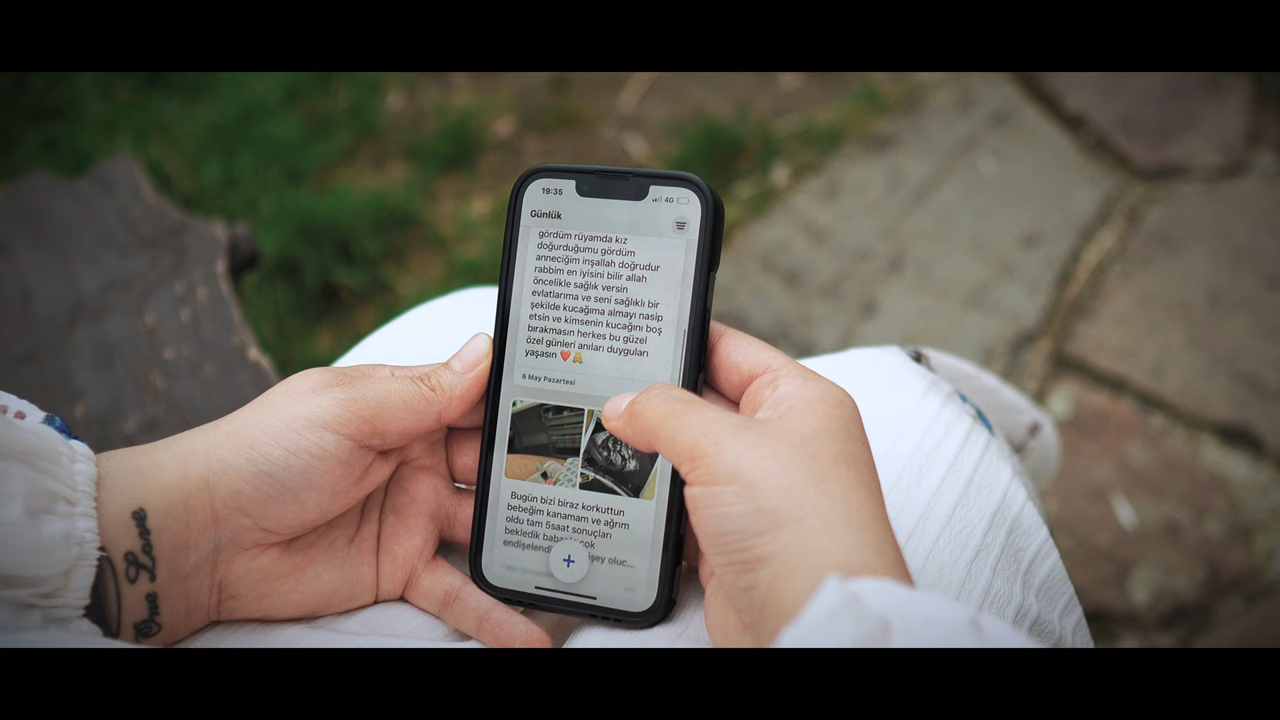 19:35
4G
Günlük
gördüm rüyamda kız
doğurduğumu gördüm
anneciğim inşallah doğrudur
rabbim en iyisini bilir allah
öncelikle sağlık versin
evlatlarıma ve seni sağlıklı bir
şekilde kucağıma almayı nasip
etsin ve kimsenin kucağını boş
bırakmasın herkes bu güzel
özel günleri anıları duyguları
yaşasın ❤️🙏
6 May Pazartesi
Bugün bizi biraz korkuttun
bebeğim kanamam ve ağrım
oldu tam 5saat sonuçları
bekledik çok
oluc...
One Love